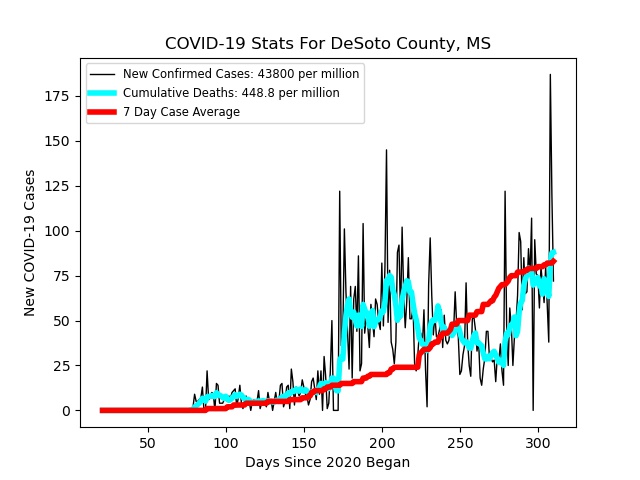 COVID-19 Stats For DeSoto County, MS
New Confirmed Cases: 43800 per million
Cumulative Deaths: 448.8 per million
7 Day Case Average
New COVID-19 Cases
175
150
125
100
75
50
25
0
50 100 150 200 250 300
Days Since 2020 Began